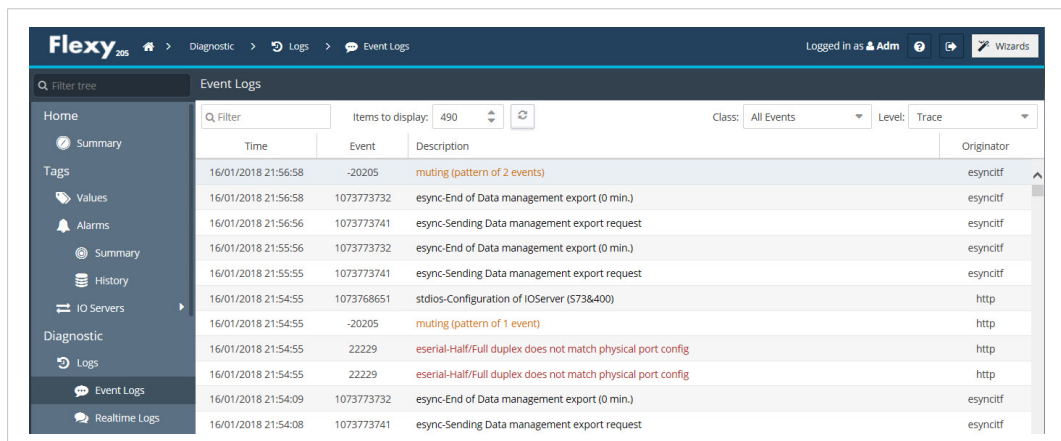 Flexy 205 > Diagnostic > Logs > Event Logs Logged in as Adm ? Wizards
Filter tree Event Logs
Home
Summary
Tags
Values
Alarms
Summary
History
IO Servers
Diagnostic
Logs
Event Logs
Realtime Logs
Filter Items to display: 490 Class: All Events Level: Trace
Time Event Description Originator
16/01/2018 21:56:58 -20205 muting (pattern of 2 events) esyncitf
16/01/2018 21:56:58 1073773732 esync-End of Data management export (0 min.) esyncitf
16/01/2018 21:56:56 1073773741 esync-Sending Data management export request esyncitf
16/01/2018 21:55:56 1073773732 esync-End of Data management export (0 min.) esyncitf
16/01/2018 21:55:55 1073773741 esync-Sending Data management export request esyncitf
16/01/2018 21:54:55 1073768651 stdios-Configuration of IOServer (S73&400) http
16/01/2018 21:54:55 -20205 muting (pattern of 1 event) http
16/01/2018 21:54:55 22229 eserial-Half/Full duplex does not match physical port config http
16/01/2018 21:54:55 22229 eserial-Half/Full duplex does not match physical port config http
16/01/2018 21:54:09 1073773732 esync-End of Data management export (0 min.) esyncitf
16/01/2018 21:54:08 1073773741 esync-Sending Data management export request esyncitf